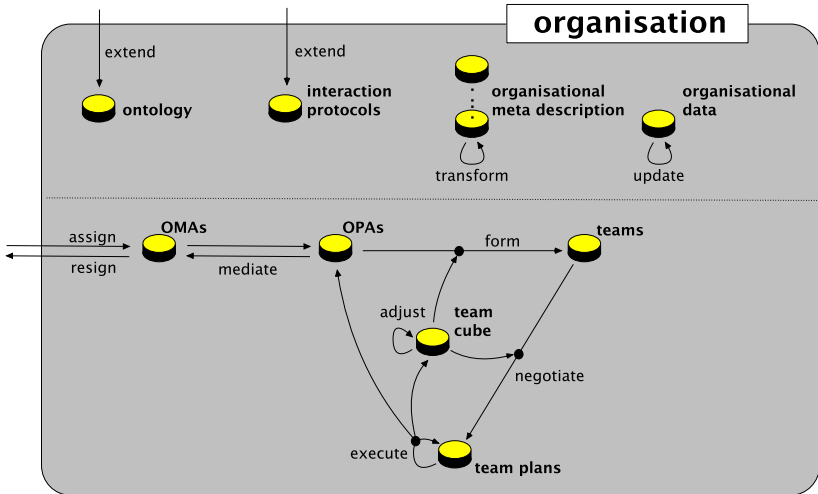 organisation
extend
extend
ontology
interaction
protocols
organisational
meta description
organisational
data
transform
update
assign
resign
OMAs
mediate
OPAs
form
teams
adjust
team
cube
negotiate
execute
team plans